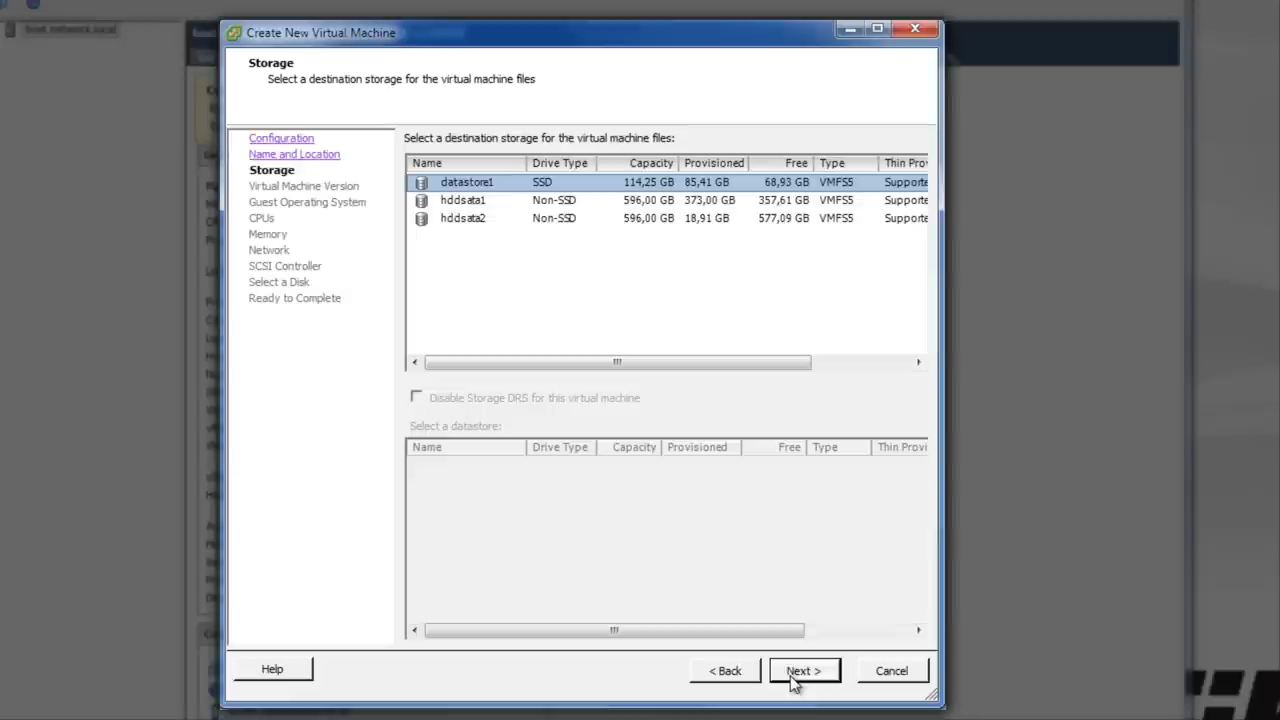 Create New Virtual Machine
Storage
Select a destination storage for the virtual machine files
Configuration
Name and Location
Storage
Virtual Machine Version
Guest Operating System
CPUs
Memory
Network
SCSI Controller
Select a Disk
Ready to Complete
Select a destination storage for the virtual machine files:
Name Drive Type Capacity Provisioned Free Type Thin Pro
datastore1 SSD 114,25 GB 85,41 GB 68,93 GB VMFS5 Supporte
hddsata1 Non-SSD 596,00 GB 373,00 GB 357,61 GB VMFS5 Supporte
hddsata2 Non-SSD 596,00 GB 18,91 GB 577,09 GB VMFS5 Supporte
Disable Storage DRS for this virtual machine
Select a datastore:
Name Drive Type Capacity Provisioned Free Type Thin Provi
Help
< Back
Next >
Cancel